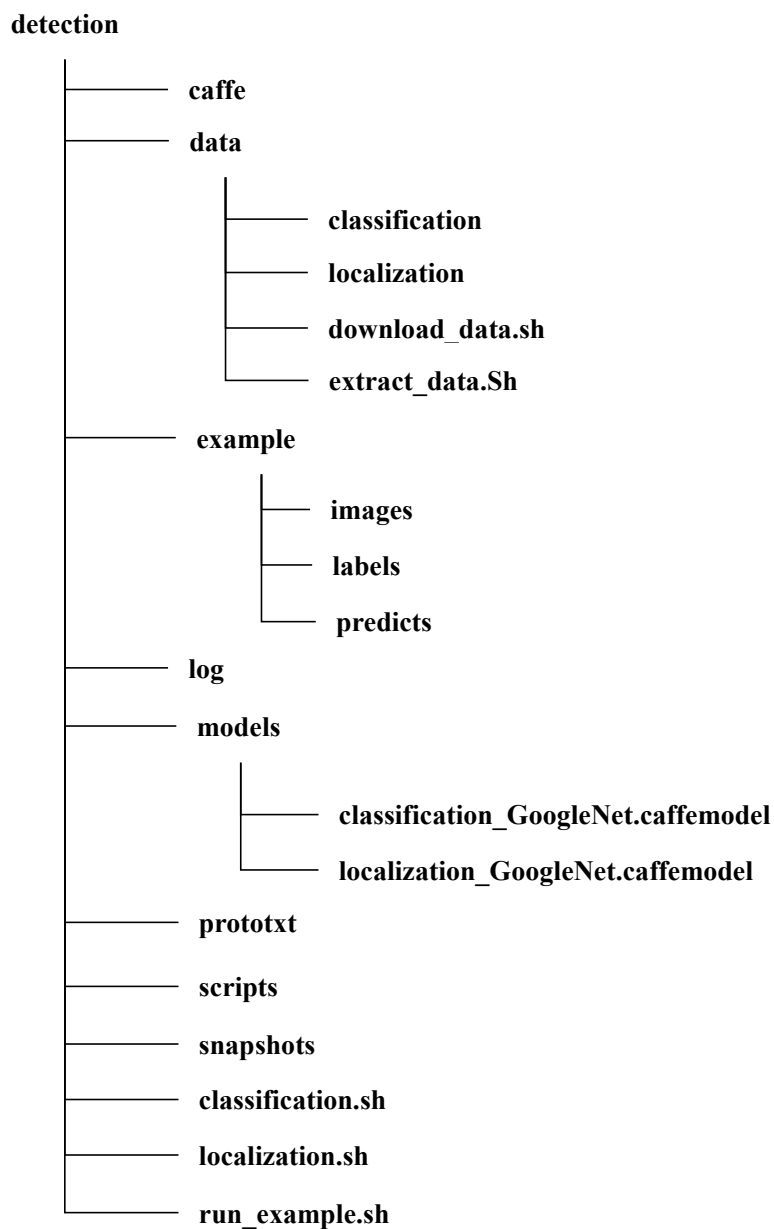 detection
caffe
data
classification
localization
download_data.sh
extract_data.Sh
example
images
labels
predicts
log
models
classification_GoogleNet.caffemodel
localization_GoogleNet.caffemodel
prototxt
scripts
snapshots
classification.sh
localization.sh
run_example.sh